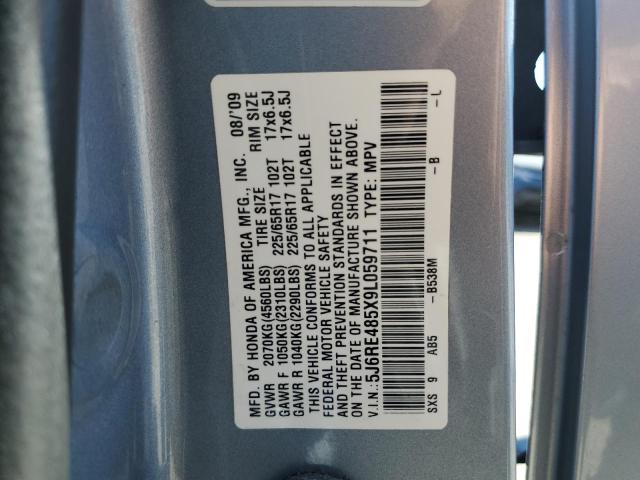 MFD. BY HONDA OF AMERICA MFG., INC. 08/'09
GVWR 2070KG(4560LBS) TIRE SIZE RIM SIZE
GAWR F 1050KG(2310LBS) 225/65R17 102T 17x6.5J
GAWR R 1040KG(2290LBS) 225/65R17 102T 17x6.5J
THIS VEHICLE CONFORMS TO ALL APPLICABLE
FEDERAL MOTOR VEHICLE SAFETY
AND THEFT PREVENTION STANDARDS IN EFFECT
ON THE DATE OF MANUFACTURE SHOWN ABOVE.
V.I.N.:5J6RE485X9L059711 TYPE: MPV
SXS 9 AB5 -B538M -B -L